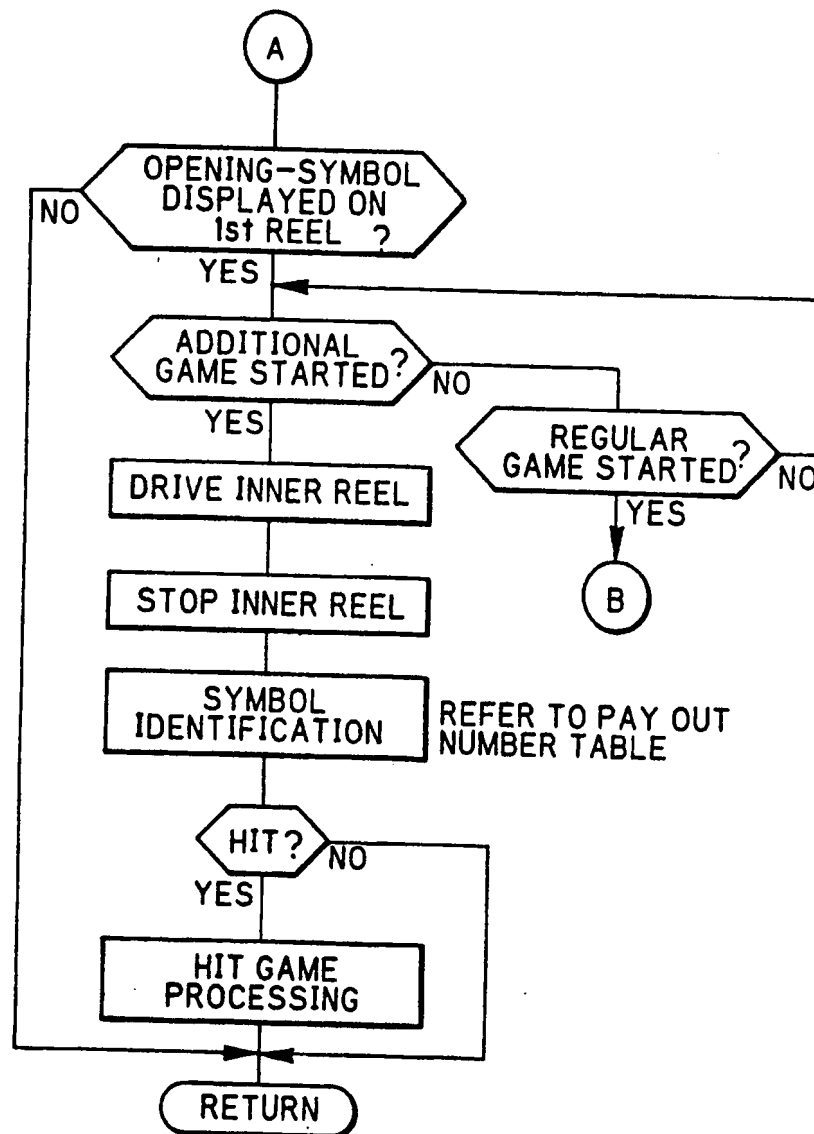 A
OPENING-SYMBOL
DISPLAYED ON
1st REEL ?
NO
YES
ADDITIONAL
GAME STARTED?
NO
YES
REGULAR
GAME STARTED?
NO
YES
DRIVE INNER REEL
B
STOP INNER REEL
SYMBOL
IDENTIFICATION
REFER TO PAY OUT
NUMBER TABLE
HIT?
NO
YES
HIT GAME
PROCESSING
RETURN